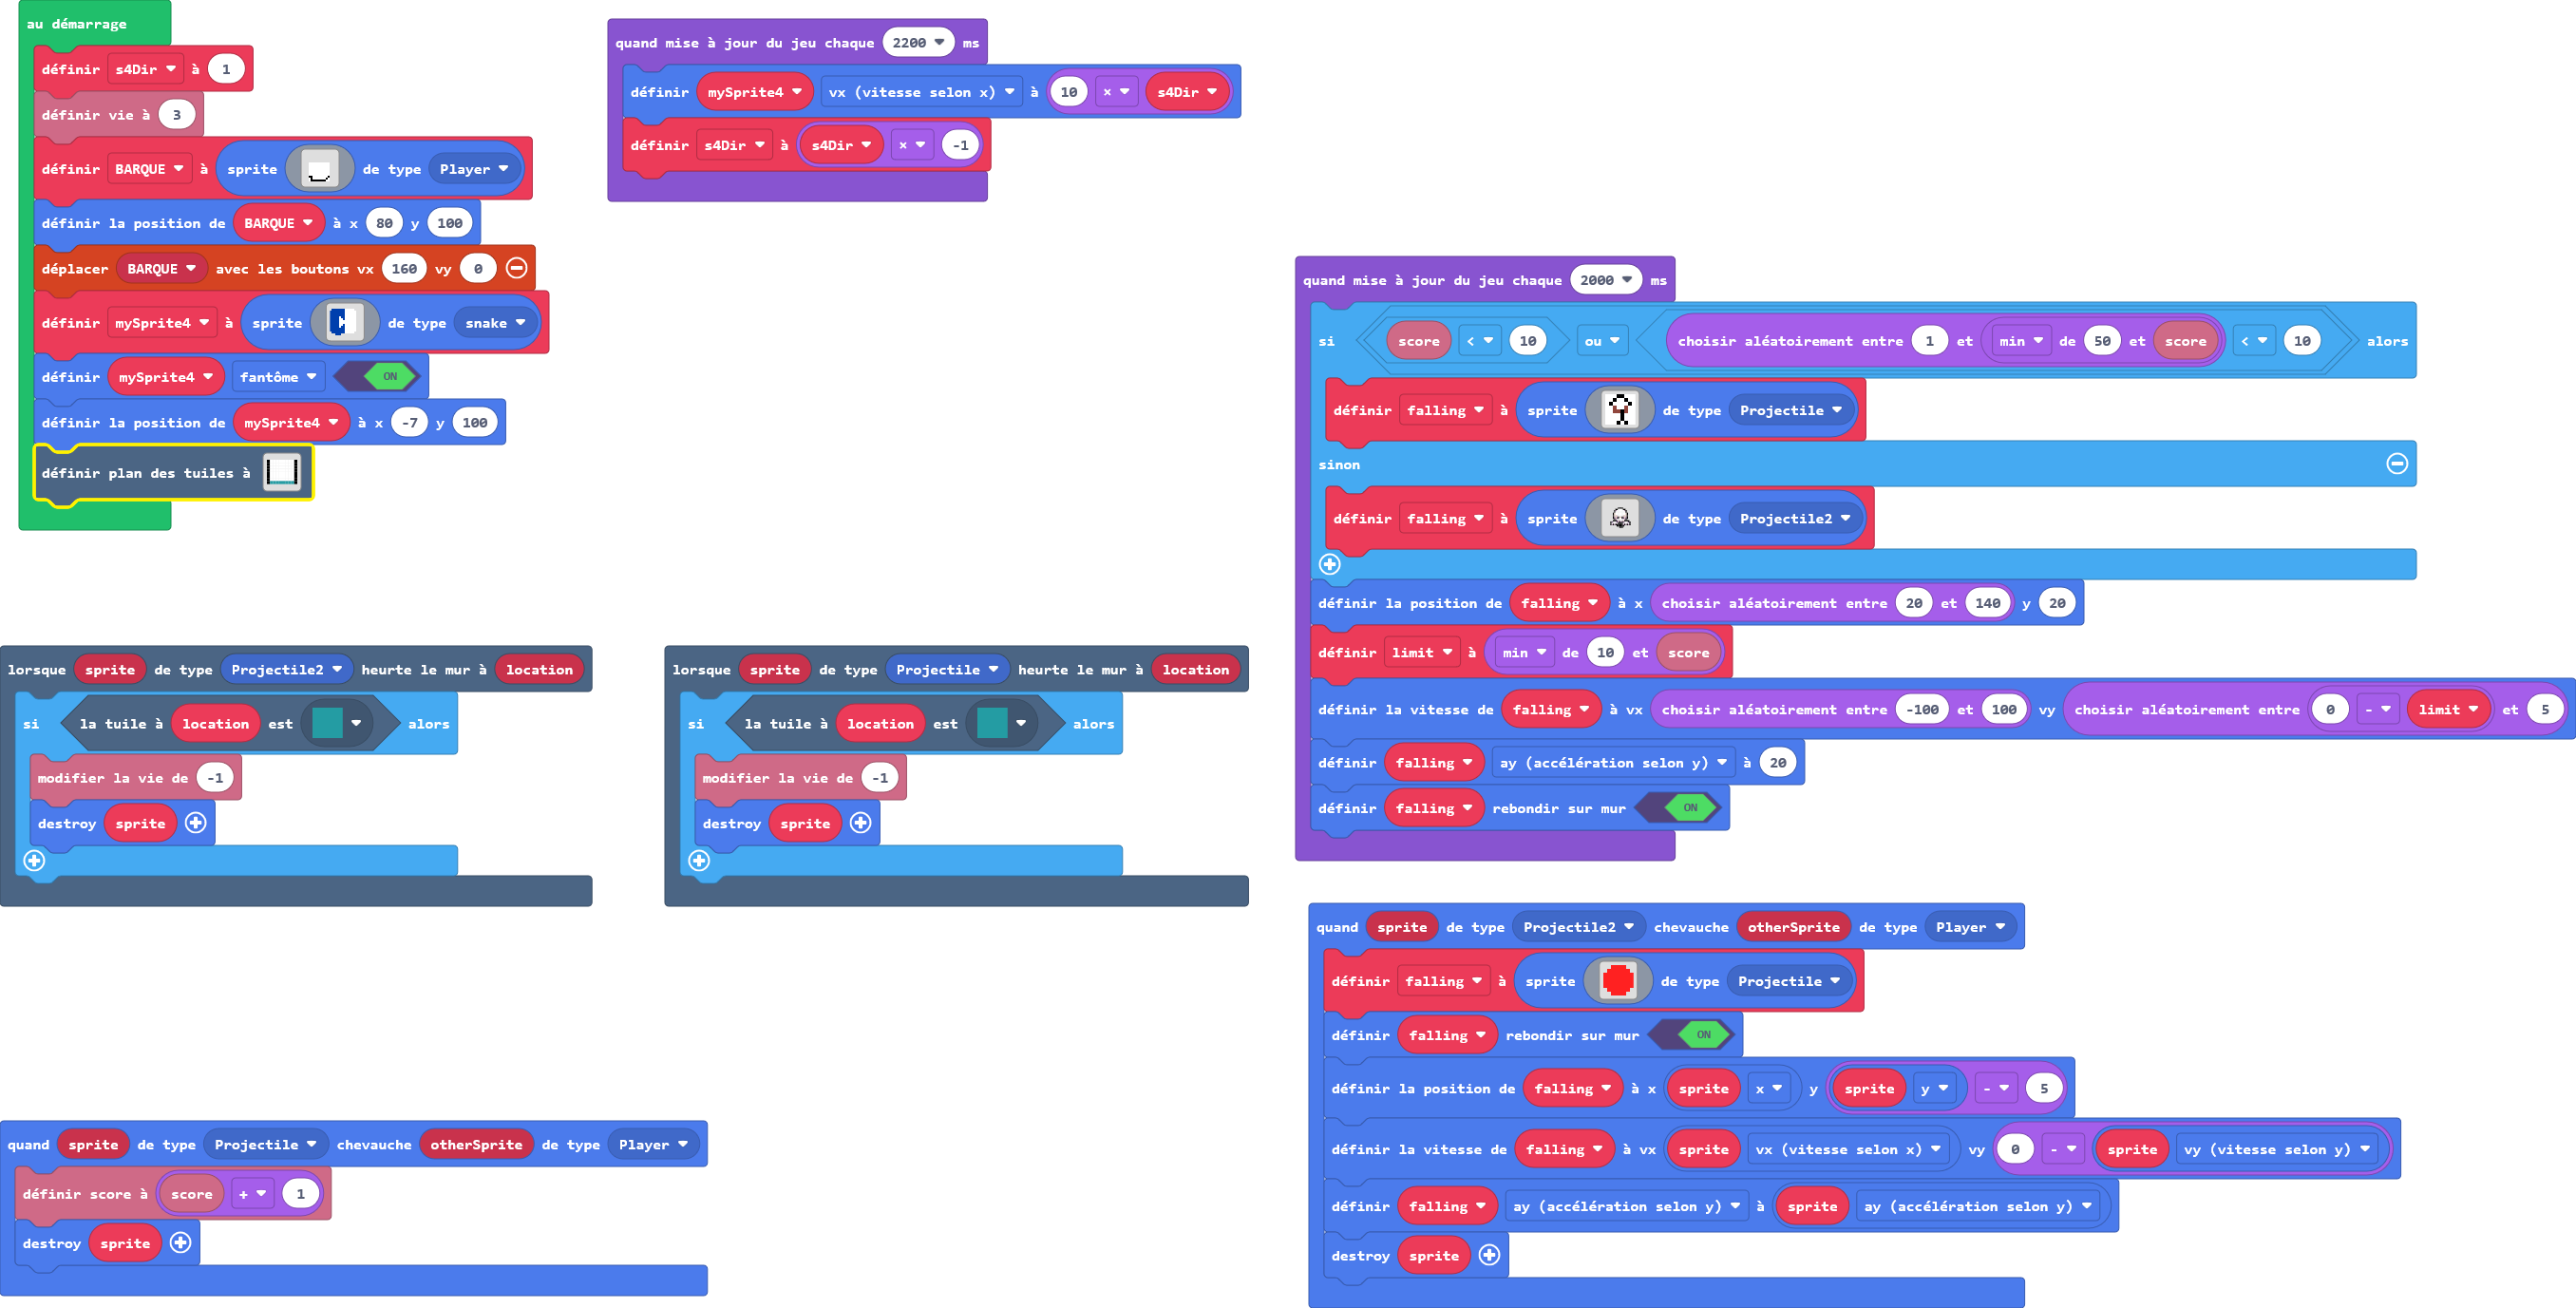 au démarrage
définir s4Dir à 1
définir vie à 3
définir BARQUE à sprite de type Player
définir la position de BARQUE à x 80 y 100
déplacer BARQUE avec les boutons vx 160 vy 0
définir mySprite4 à sprite de type snake
définir mySprite4 fantôme ON
définir la position de mySprite4 à x -7 y 100
définir plan des tuiles à
quand mise à jour du jeu chaque 2200 ms
définir mySprite4 vx (vitesse selon x) à 10 × s4Dir
définir s4Dir à s4Dir × -1
quand mise à jour du jeu chaque 2000 ms
si score < 10 ou choisir aléatoirement entre 1 et min de 50 et score < 10 alors
définir falling à sprite de type Projectile
sinon
définir falling à sprite de type Projectile2
définir la position de falling à x choisir aléatoirement entre 20 et 140 y 20
définir limit à min de 10 et score
définir la vitesse de falling à vx choisir aléatoirement entre -100 et 100 vy choisir aléatoirement entre 0 - limit et 5
définir falling ay (accélération selon y) à 20
définir falling rebondir sur mur ON
lorsque sprite de type Projectile2 heurte le mur à location
si la tuile à location est alors
modifier la vie de -1
destroy sprite
lorsque sprite de type Projectile heurte le mur à location
si la tuile à location est alors
modifier la vie de -1
destroy sprite
quand sprite de type Projectile2 chevauche otherSprite de type Player
définir falling à sprite de type Projectile
définir falling rebondir sur mur ON
définir la position de falling à x sprite x y sprite y - 5
définir la vitesse de falling à vx sprite vx (vitesse selon x) vy 0 - sprite vy (vitesse selon y)
définir falling ay (accélération selon y) à sprite ay (accélération selon y)
destroy sprite
quand sprite de type Projectile chevauche otherSprite de type Player
définir score à score + 1
destroy sprite